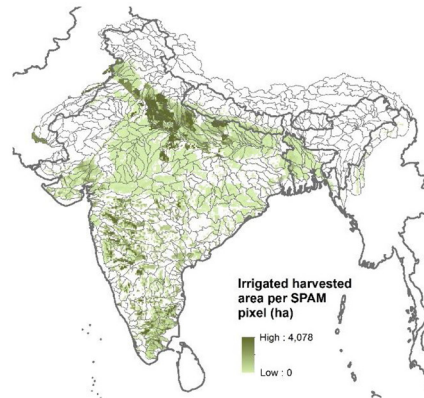 Irrigated harvested
area per SPAM
pixel (ha)
High : 4,078
Low : 0